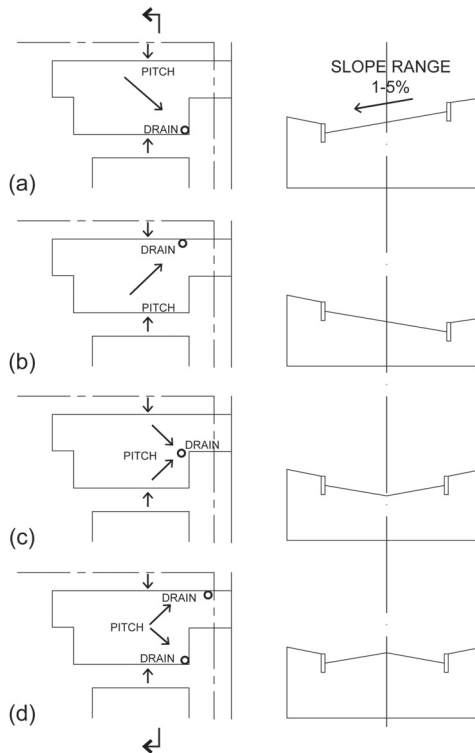 PITCH
DRAIN
(a)
SLOPE RANGE
1-5%
DRAIN
PITCH
(b)
DRAIN
PITCH
(c)
DRAIN
PITCH
DRAIN
(d)